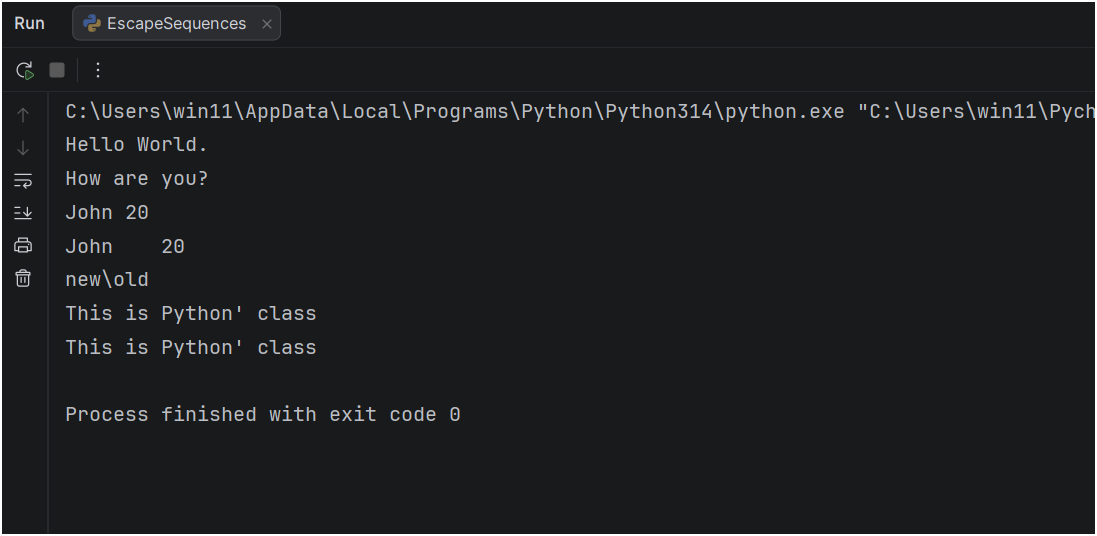 Run EscapeSequences
C:\Users\win11\AppData\Local\Programs\Python\Python314\python.exe "C:\Users\win11\Pych
Hello World.
How are you?
John 20
John    20
new\old
This is Python' class
This is Python' class
Process finished with exit code 0